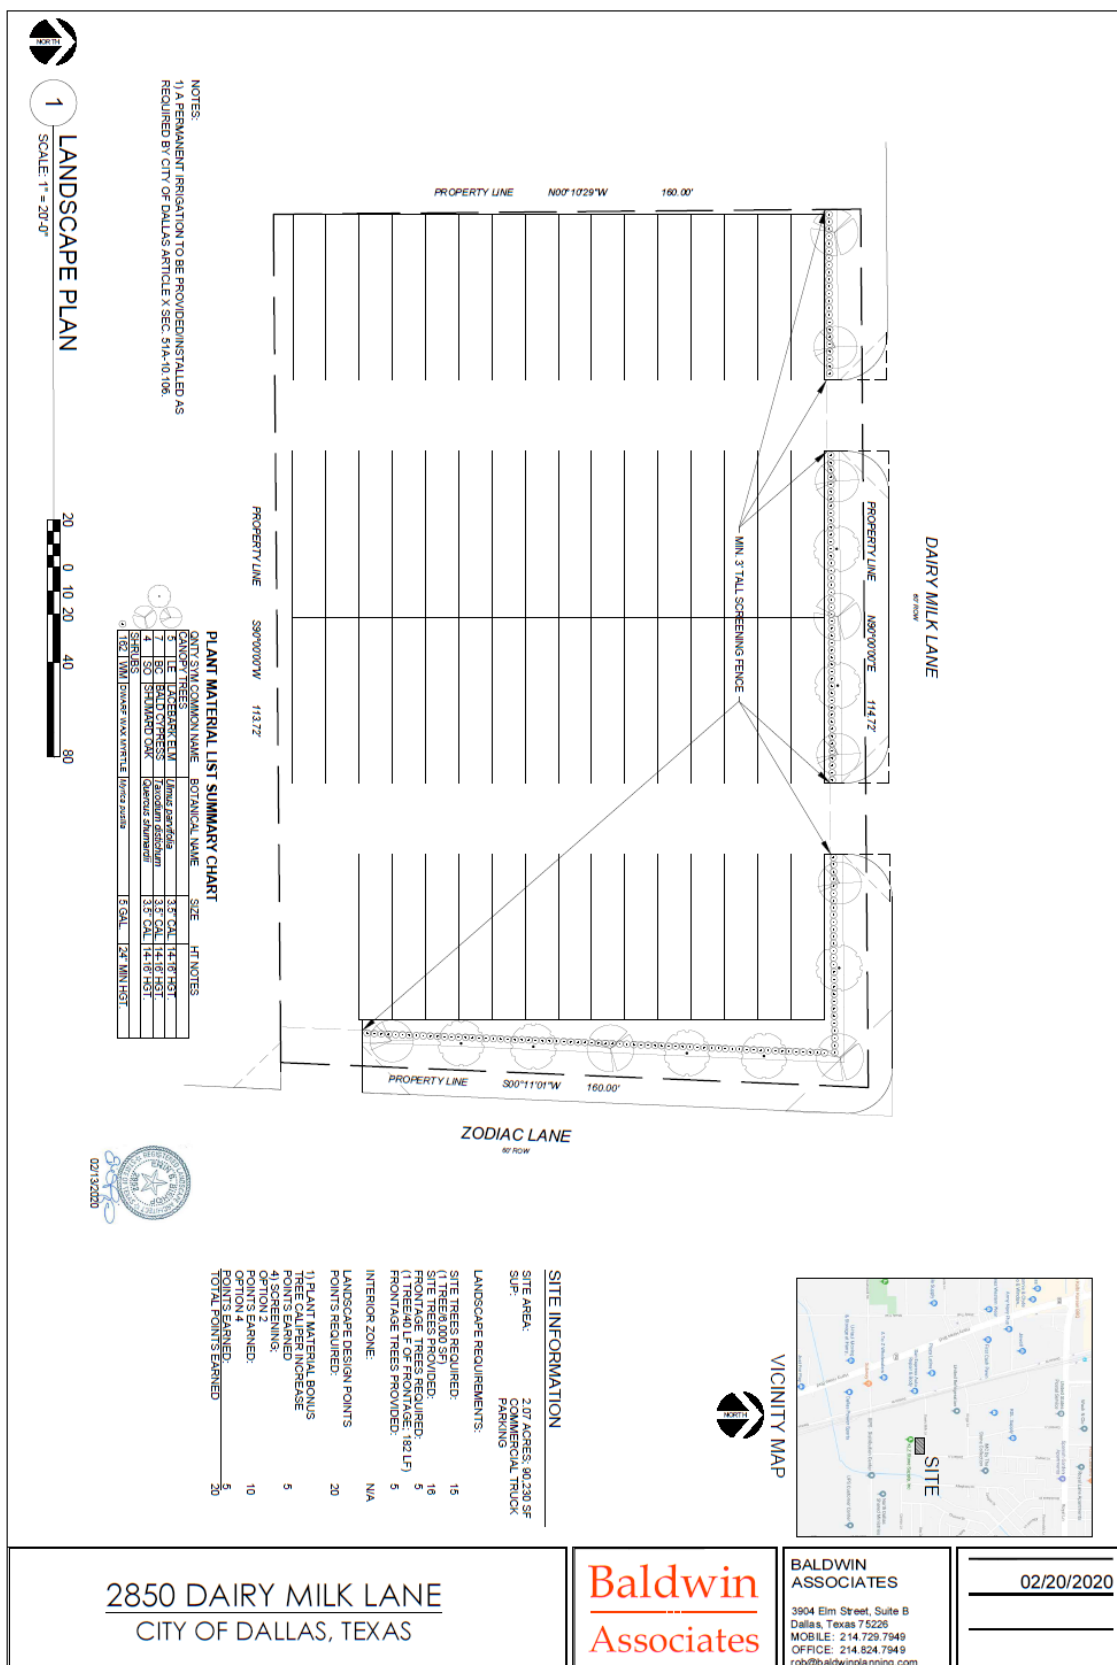 NORTH
1
LANDSCAPE PLAN
SCALE: 1" = 20'-0"
20 0 10 20 40 80
NOTES:
1) A PERMANENT IRRIGATION TO BE PROVIDED/INSTALLED AS
REQUIRED BY CITY OF DALLAS ARTICLE X SEC. 51A-10.106.
PROPERTY LINE N00°10'29"W 160.00'
DAIRY MILK LANE
60' ROW
PROPERTY LINE N90°00'00"E 114.72'
MIN. 3' TALL SCREENING FENCE
PROPERTY LINE S90°00'00"W 113.72'
PROPERTY LINE S00°11'01"W 160.00'
ZODIAC LANE
60' ROW
PLANT MATERIAL LIST SUMMARY CHART
QNTY SYM COMMON NAME BOTANICAL NAME SIZE HT NOTES
CANOPY TREES
5 LE LACEBARK ELM Ulmus parvifolia 3.5" CAL. 14-16' HGT.
7 BC BALD CYPRESS Taxodium distichum 3.5" CAL. 14-16' HGT.
4 SO SHUMARD OAK Quercus shumardii 3.5" CAL. 14-16' HGT.
SHRUBS
162 WM DWARF WAX MYRTLE Myrica pusilla 5 GAL. 24" MIN HGT.
02/13/2020
SITE
VICINITY MAP
NORTH
SITE INFORMATION
SITE AREA: 2.07 ACRES; 90,230 SF
SUP: COMMERCIAL TRUCK
PARKING
LANDSCAPE REQUIREMENTS:
SITE TREES REQUIRED: 15
(1 TREE/6,000 SF)
SITE TREES PROVIDED: 16
FRONTAGE TREES REQUIRED: 5
(1 TREE/40 LF OF FRONTAGE; 182 LF)
FRONTAGE TREES PROVIDED: 5
INTERIOR ZONE: N/A
LANDSCAPE DESIGN POINTS
POINTS REQUIRED: 20
1) PLANT MATERIAL BONUS
TREE CALIPER INCREASE
POINTS EARNED 5
4) SCREENING:
OPTION 2
POINTS EARNED: 10
OPTION 4
POINTS EARNED: 5
TOTAL POINTS EARNED 20
2850 DAIRY MILK LANE
CITY OF DALLAS, TEXAS
Baldwin
Associates
BALDWIN
ASSOCIATES
3904 Elm Street, Suite B
Dallas, Texas 75226
MOBILE: 214.729.7949
OFFICE: 214.824.7949
rob@baldwinplanning.com
02/20/2020